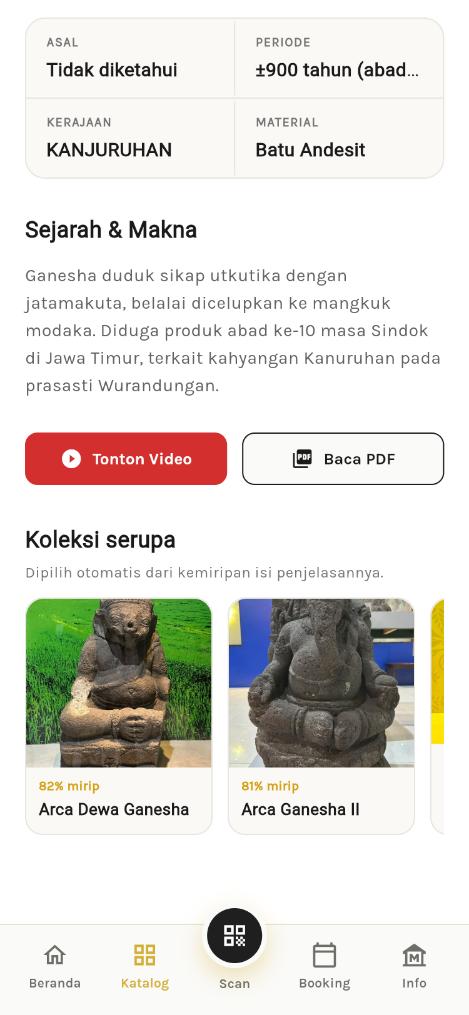 ASAL
PERIODE
Tidak diketahui
±900 tahun (abad...
KERAJAAN
MATERIAL
KANJURUHAN
Batu Andesit
Sejarah & Makna
Ganesha duduk sikap utkutika dengan
jatamakuta, belalai dicelupkan ke mangkuk
modaka. Diduga produk abad ke-10 masa Sindok
di Jawa Timur, terkait kahyangan Kanuruhan pada
prasasti Wurandungan.
Tonton Video
PDF Baca PDF
Koleksi serupa
Dipilih otomatis dari kemiripan isi penjelasannya.
82% mirip
Arca Dewa Ganesha
81% mirip
Arca Ganesha II
Beranda
Katalog
Scan
Booking
M
Info